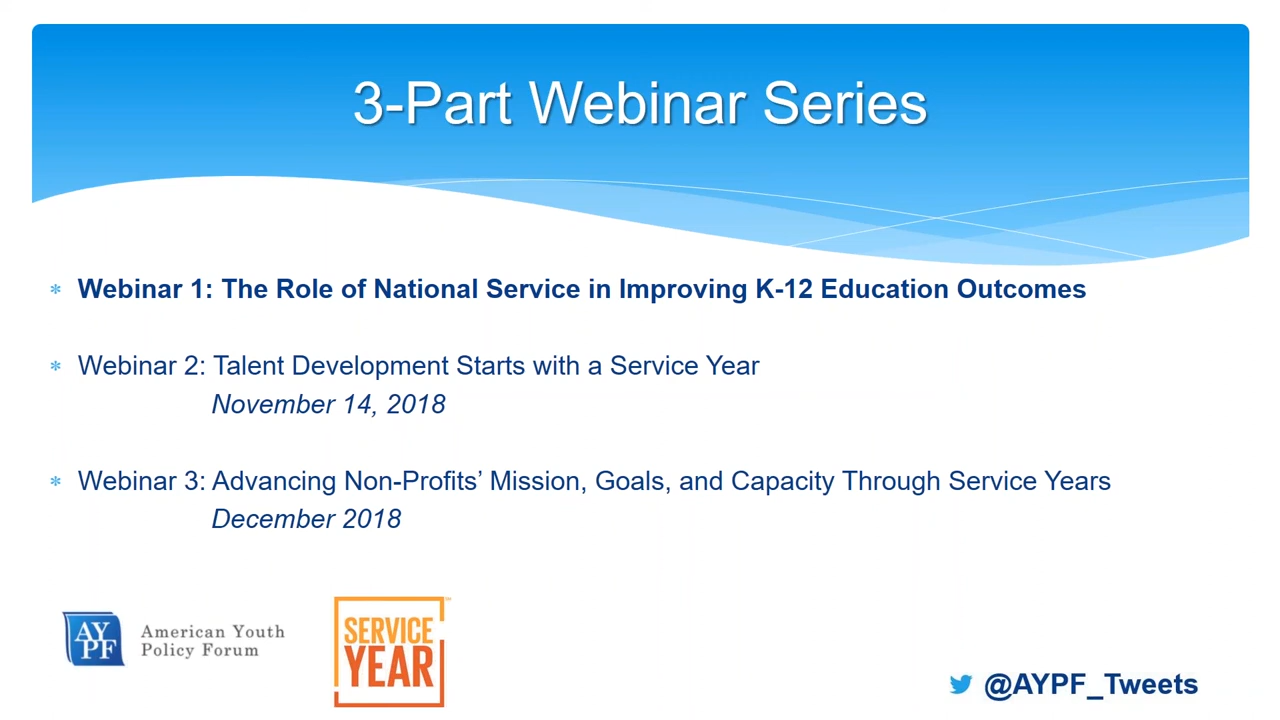 3-Part Webinar Series
* Webinar 1: The Role of National Service in Improving K-12 Education Outcomes
* Webinar 2: Talent Development Starts with a Service Year
November 14, 2018
* Webinar 3: Advancing Non-Profits’ Mission, Goals, and Capacity Through Service Years
December 2018
AY
PF
American Youth
Policy Forum
SERVICE
YEAR
@AYPF_Tweets